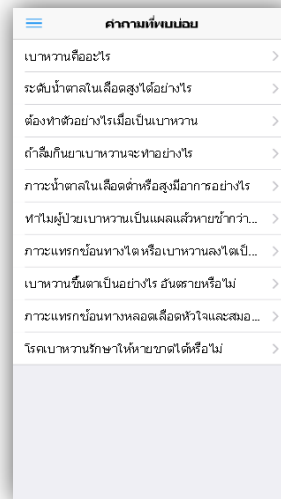 คำถามที่พบบ่อย
เบาหวานคืออะไร
ระดับน้ำตาลในเลือดสูงได้อย่างไร
ต้องทำตัวอย่างไรเมื่อเป็นเบาหวาน
ถ้าลืมกินยาเบาหวานจะทำอย่างไร
ภาวะน้ำตาลในเลือดต่ำหรือสูงมีอาการอย่างไร
ทำไมผู้ป่วยเบาหวานเป็นแผลแล้วหายช้ากว่า...
ภาวะแทรกซ้อนทางไต หรือเบาหวานลงไตเป็...
เบาหวานขึ้นตาเป็นอย่างไร อันตรายหรือไม่
ภาวะแทรกซ้อนทางหลอดเลือดหัวใจและสมอ...
โรคเบาหวานรักษาให้หายขาดได้หรือไม่